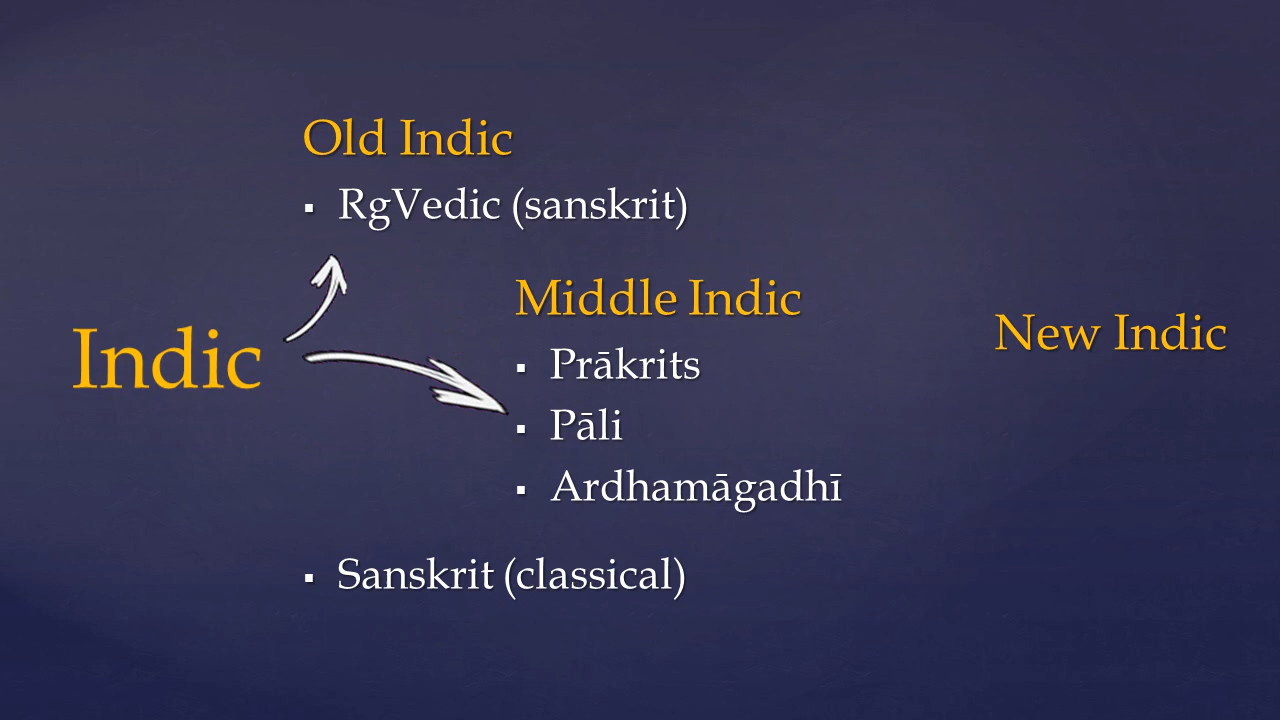 Old Indic
▪ RgVedic (sanskrit)
Indic
Middle Indic
▪ Prākrits
▪ Pāli
▪ Ardhamāgadhī
▪ Sanskrit (classical)
New Indic